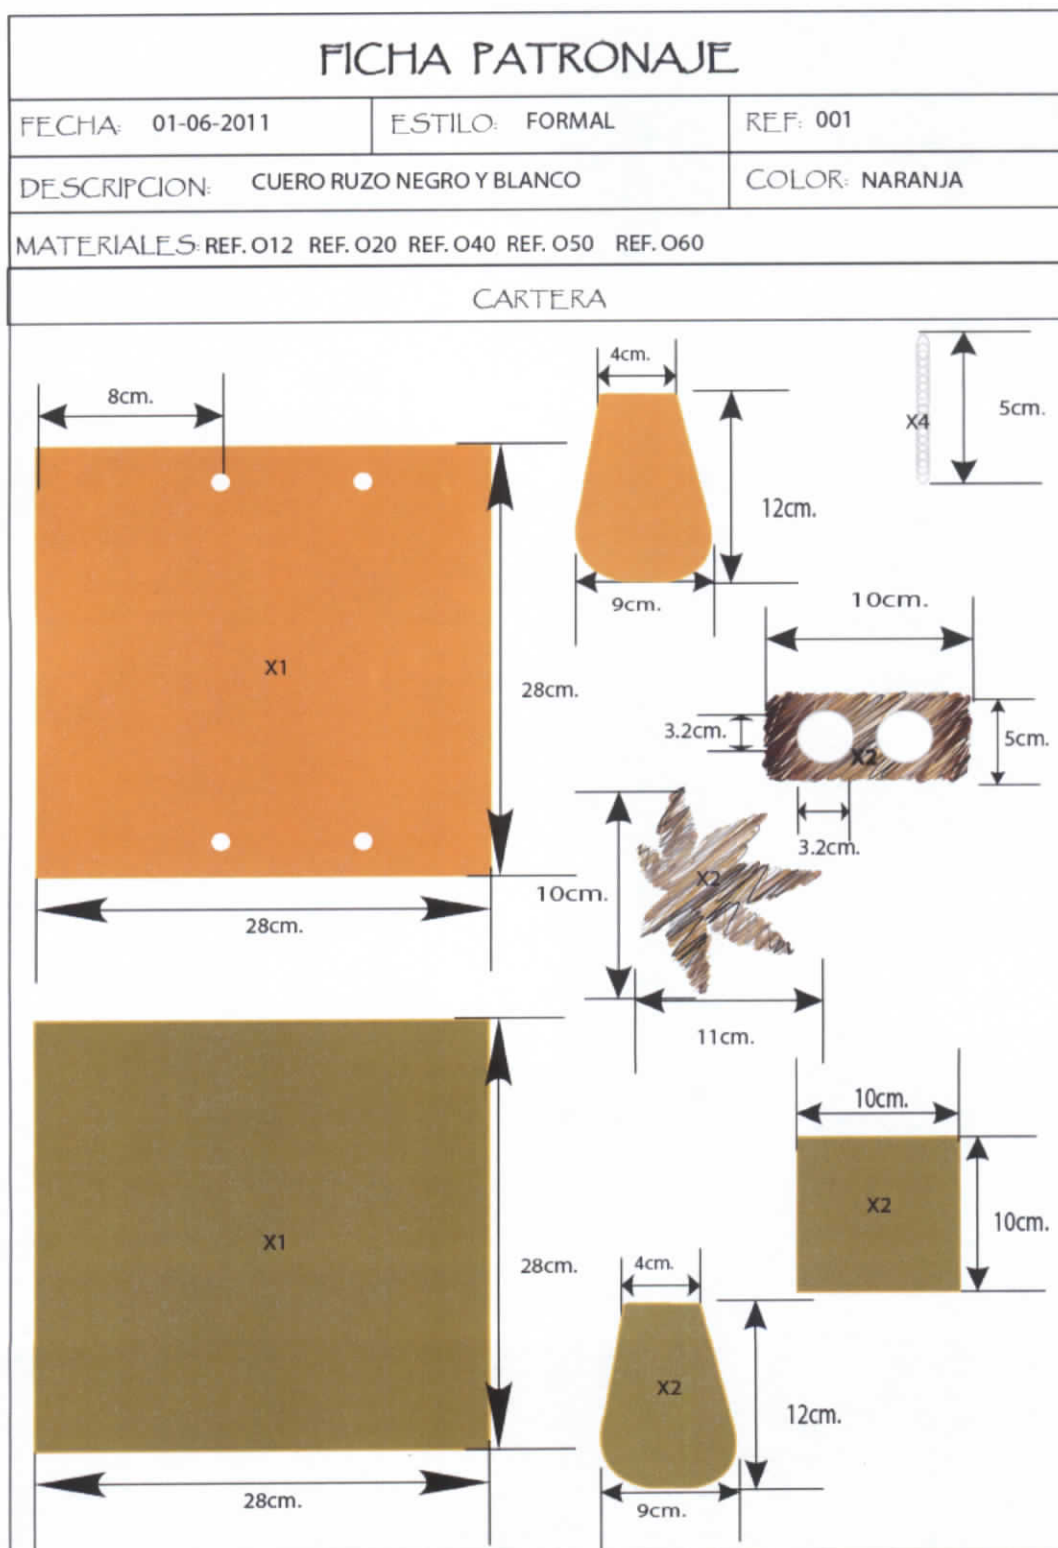 FICHA PATRONAJE
FECHA: 01-06-2011 ESTILO: FORMAL REF: 001
DESCRIPCION: CUERO RUZO NEGRO Y BLANCO COLOR: NARANJA
MATERIALES: REF. O12 REF. O20 REF. O40 REF. O50 REF. O60
CARTERA
8cm.
4cm.
X4
5cm.
12cm.
9cm.
10cm.
X1
28cm.
3.2cm.
X2
5cm.
3.2cm.
10cm.
X2
28cm.
11cm.
10cm.
X2
10cm.
X1
28cm.
4cm.
X2
12cm.
28cm.
9cm.